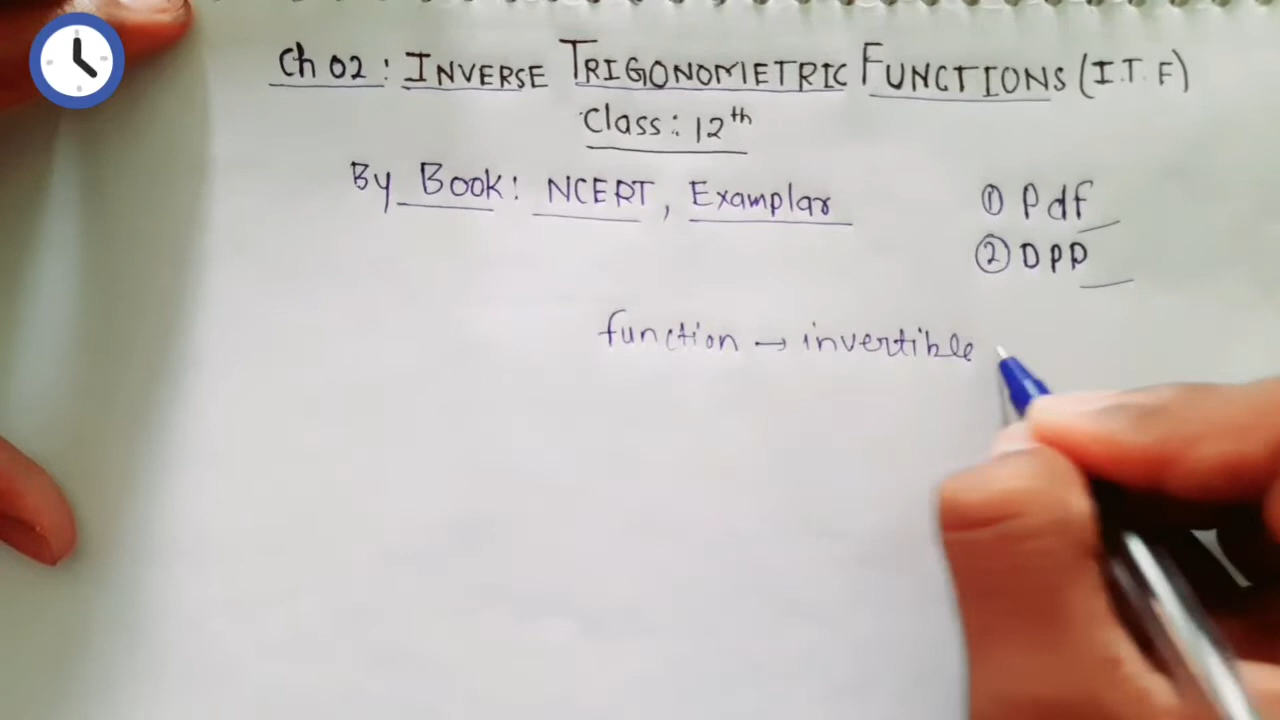 Ch 02 : INVERSE TRIGONOMETRIC FUNCTIONS (I.T.F)
Class : 12th
By Book : NCERT, Examplar
① Pdf
② DPP
function → invertible